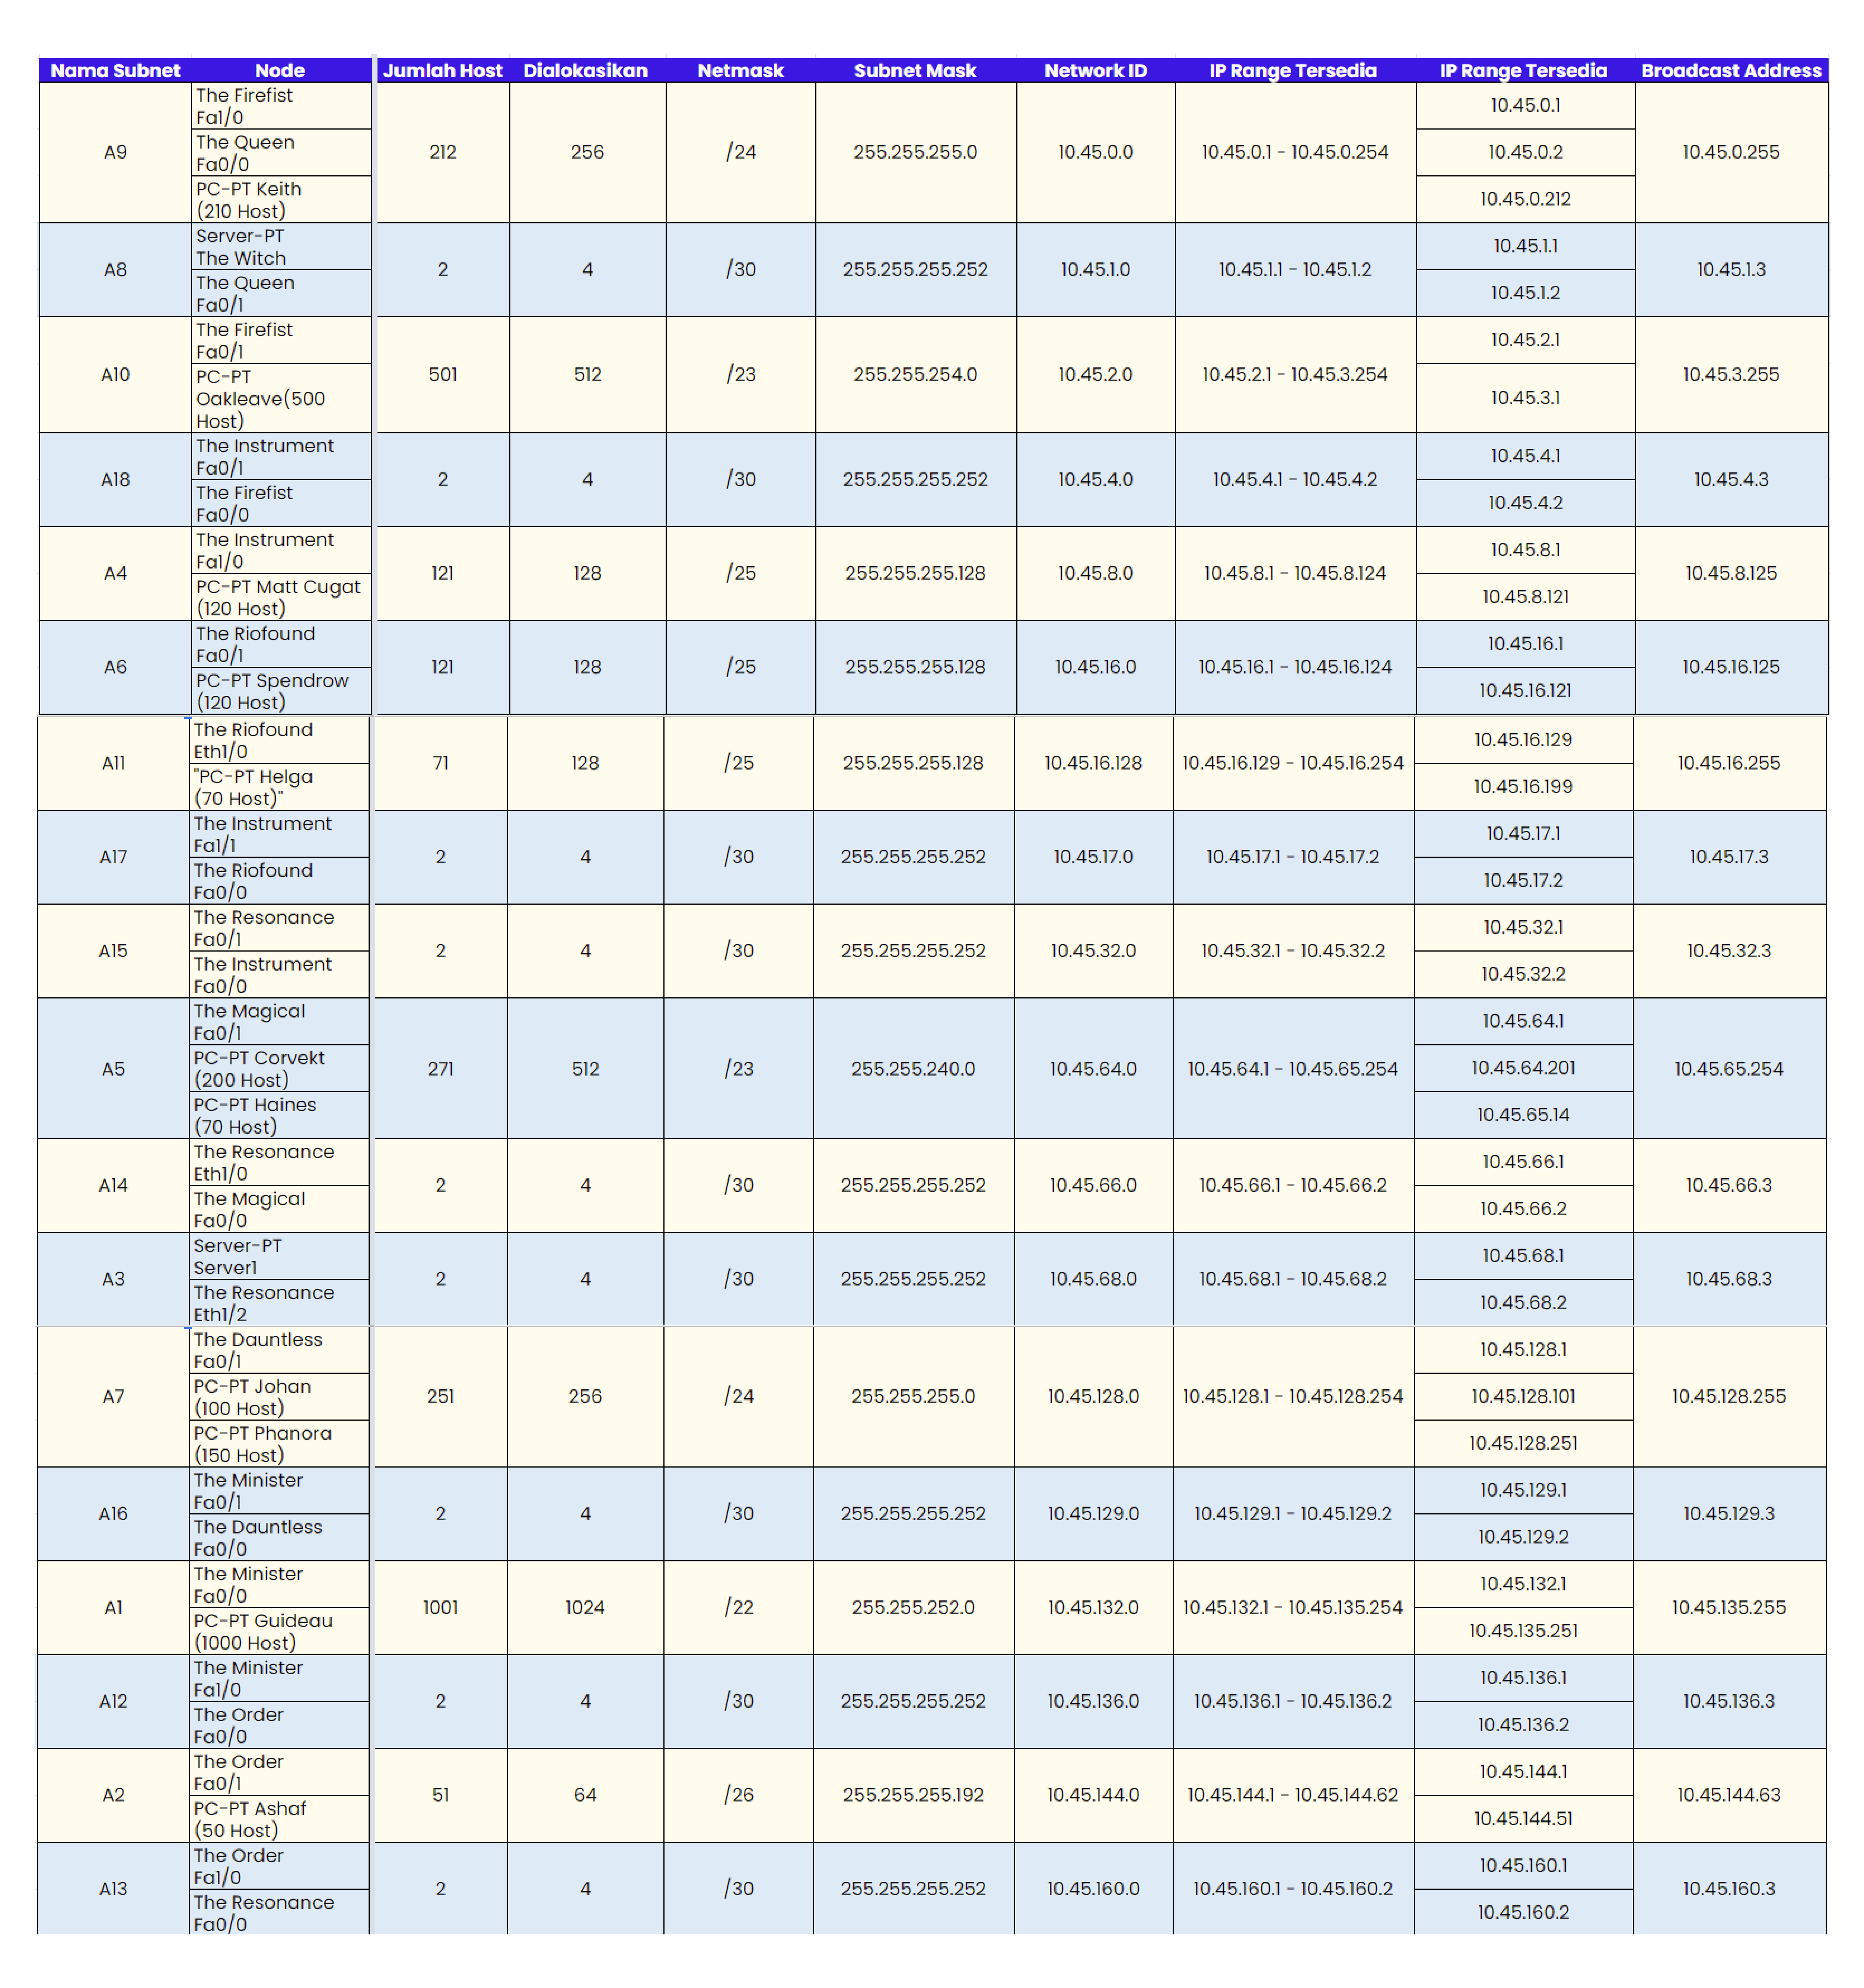 Nama Subnet Node Jumlah Host Dialokasikan Netmask Subnet Mask Network ID IP Range Tersedia IP Range Tersedia Broadcast Address
A9
The Firefist
Fa1/0
The Queen
Fa0/0
PC-PT Keith
(210 Host)
212 256 /24 255.255.255.0 10.45.0.0 10.45.0.1 - 10.45.0.254
10.45.0.1
10.45.0.2
10.45.0.212
10.45.0.255
A8
Server-PT
The Witch
The Queen
Fa0/1
2 4 /30 255.255.255.252 10.45.1.0 10.45.1.1 - 10.45.1.2
10.45.1.1
10.45.1.2
10.45.1.3
A10
The Firefist
Fa0/1
PC-PT
Oakleave(500
Host)
501 512 /23 255.255.254.0 10.45.2.0 10.45.2.1 - 10.45.3.254
10.45.2.1
10.45.3.1
10.45.3.255
A18
The Instrument
Fa0/1
The Firefist
Fa0/0
2 4 /30 255.255.255.252 10.45.4.0 10.45.4.1 - 10.45.4.2
10.45.4.1
10.45.4.2
10.45.4.3
A4
The Instrument
Fa1/0
PC-PT Matt Cugat
(120 Host)
121 128 /25 255.255.255.128 10.45.8.0 10.45.8.1 - 10.45.8.124
10.45.8.1
10.45.8.121
10.45.8.125
A6
The Riofound
Fa0/1
PC-PT Spendrow
(120 Host)
121 128 /25 255.255.255.128 10.45.16.0 10.45.16.1 - 10.45.16.124
10.45.16.1
10.45.16.121
10.45.16.125
A11
The Riofound
Eth1/0
"PC-PT Helga
(70 Host)"
71 128 /25 255.255.255.128 10.45.16.128 10.45.16.129 - 10.45.16.254
10.45.16.129
10.45.16.199
10.45.16.255
A17
The Instrument
Fa1/1
The Riofound
Fa0/0
2 4 /30 255.255.255.252 10.45.17.0 10.45.17.1 - 10.45.17.2
10.45.17.1
10.45.17.2
10.45.17.3
A15
The Resonance
Fa0/1
The Instrument
Fa0/0
2 4 /30 255.255.255.252 10.45.32.0 10.45.32.1 - 10.45.32.2
10.45.32.1
10.45.32.2
10.45.32.3
A5
The Magical
Fa0/1
PC-PT Corvekt
(200 Host)
PC-PT Haines
(70 Host)
271 512 /23 255.255.240.0 10.45.64.0 10.45.64.1 - 10.45.65.254
10.45.64.1
10.45.64.201
10.45.65.14
10.45.65.254
A14
The Resonance
Eth1/0
The Magical
Fa0/0
2 4 /30 255.255.255.252 10.45.66.0 10.45.66.1 - 10.45.66.2
10.45.66.1
10.45.66.2
10.45.66.3
A3
Server-PT
Server1
The Resonance
Eth1/2
2 4 /30 255.255.255.252 10.45.68.0 10.45.68.1 - 10.45.68.2
10.45.68.1
10.45.68.2
10.45.68.3
A7
The Dauntless
Fa0/1
PC-PT Johan
(100 Host)
PC-PT Phanora
(150 Host)
251 256 /24 255.255.255.0 10.45.128.0 10.45.128.1 - 10.45.128.254
10.45.128.1
10.45.128.101
10.45.128.251
10.45.128.255
A16
The Minister
Fa0/1
The Dauntless
Fa0/0
2 4 /30 255.255.255.252 10.45.129.0 10.45.129.1 - 10.45.129.2
10.45.129.1
10.45.129.2
10.45.129.3
A1
The Minister
Fa0/0
PC-PT Guideau
(1000 Host)
1001 1024 /22 255.255.252.0 10.45.132.0 10.45.132.1 - 10.45.135.254
10.45.132.1
10.45.135.251
10.45.135.255
A12
The Minister
Fa1/0
The Order
Fa0/0
2 4 /30 255.255.255.252 10.45.136.0 10.45.136.1 - 10.45.136.2
10.45.136.1
10.45.136.2
10.45.136.3
A2
The Order
Fa0/1
PC-PT Ashaf
(50 Host)
51 64 /26 255.255.255.192 10.45.144.0 10.45.144.1 - 10.45.144.62
10.45.144.1
10.45.144.51
10.45.144.63
A13
The Order
Fa1/0
The Resonance
Fa0/0
2 4 /30 255.255.255.252 10.45.160.0 10.45.160.1 - 10.45.160.2
10.45.160.1
10.45.160.2
10.45.160.3